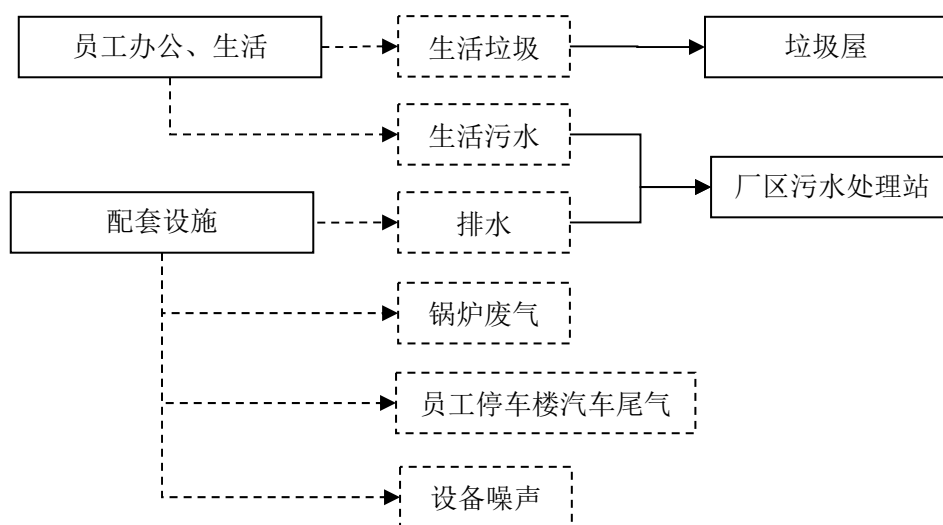 员工办公、生活
生活垃圾
垃圾屋
生活污水
厂区污水处理站
配套设施
排水
锅炉废气
员工停车楼汽车尾气
设备噪声